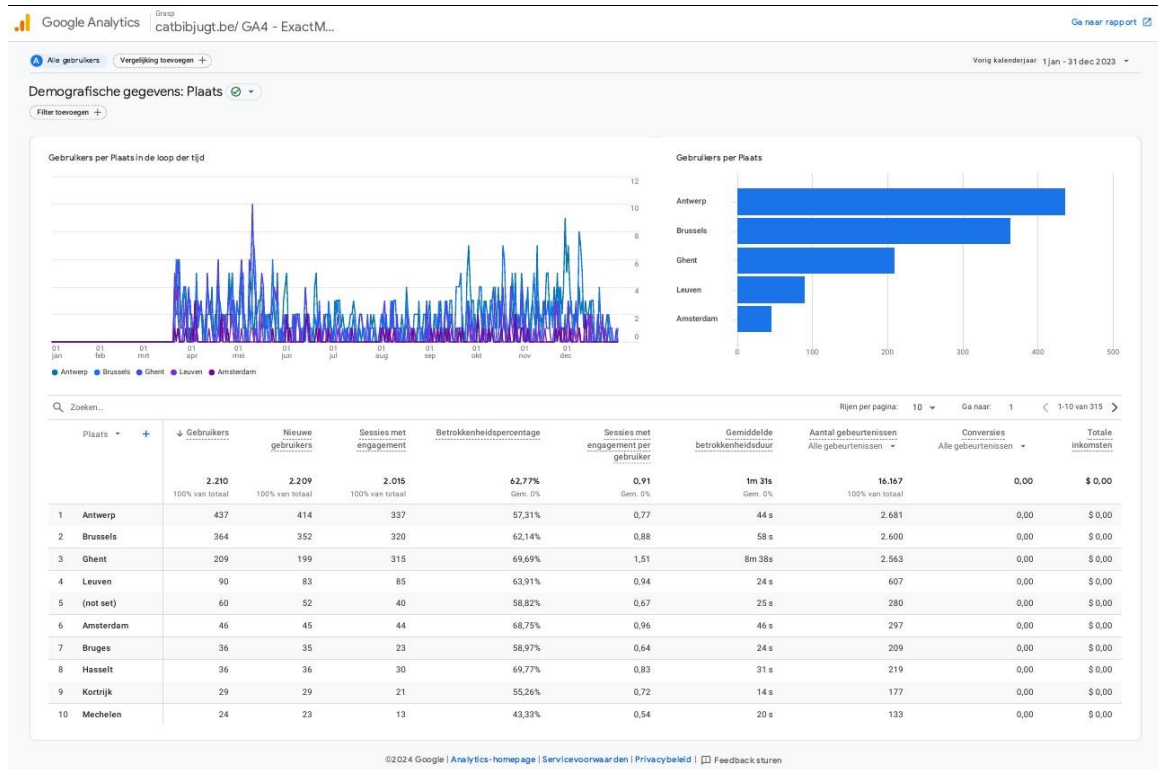 Google Analytics
Grasp
catbibjugt.be/ GA4 - ExactM...
Ga naar rapport
A Alle gebruikers
Vergelijking toevoegen +
Vorig kalenderjaar 1 jan - 31 dec 2023
Demografische gegevens: Plaats
Filter toevoegen +
Gebruikers per Plaats in de loop der tijd
12
10
8
6
4
2
0
01 jan 01 feb 01 mrt 01 apr 01 mei 01 jun 01 jul 01 aug 01 sep 01 okt 01 nov 01 dec
Antwerp Brussels Ghent Leuven Amsterdam
Gebruikers per Plaats
Antwerp
Brussels
Ghent
Leuven
Amsterdam
0 100 200 300 400 500
Zoeken...
Rijen per pagina: 10 Ga naar: 1 < 1-10 van 315 >
Plaats + ↓ Gebruikers Nieuwe gebruikers Sessies met engagement Betrokkenheidspercentage Sessies met engagement per gebruiker Gemiddelde betrokkenheidsduur Aantal gebeurtenissen Alle gebeurtenissen Conversies Alle gebeurtenissen Totale inkomsten
2.210 2.209 2.015 62,77% 0,91 1m 31s 16.167 0,00 $ 0,00
100% van totaal 100% van totaal 100% van totaal Gem. 0% Gem. 0% Gem. 0% 100% van totaal
1 Antwerp 437 414 337 57,31% 0,77 44 s 2.681 0,00 $ 0,00
2 Brussels 364 352 320 62,14% 0,88 58 s 2.600 0,00 $ 0,00
3 Ghent 209 199 315 69,69% 1,51 8m 38s 2.563 0,00 $ 0,00
4 Leuven 90 83 85 63,91% 0,94 24 s 607 0,00 $ 0,00
5 (not set) 60 52 40 58,82% 0,67 25 s 280 0,00 $ 0,00
6 Amsterdam 46 45 44 68,75% 0,96 46 s 297 0,00 $ 0,00
7 Bruges 36 35 23 58,97% 0,64 24 s 209 0,00 $ 0,00
8 Hasselt 36 36 30 69,77% 0,83 31 s 219 0,00 $ 0,00
9 Kortrijk 29 29 21 55,26% 0,72 14 s 177 0,00 $ 0,00
10 Mechelen 24 23 13 43,33% 0,54 20 s 133 0,00 $ 0,00
©2024 Google | Analytics-homepage | Servicevoorwaarden | Privacybeleid | Feedback sturen